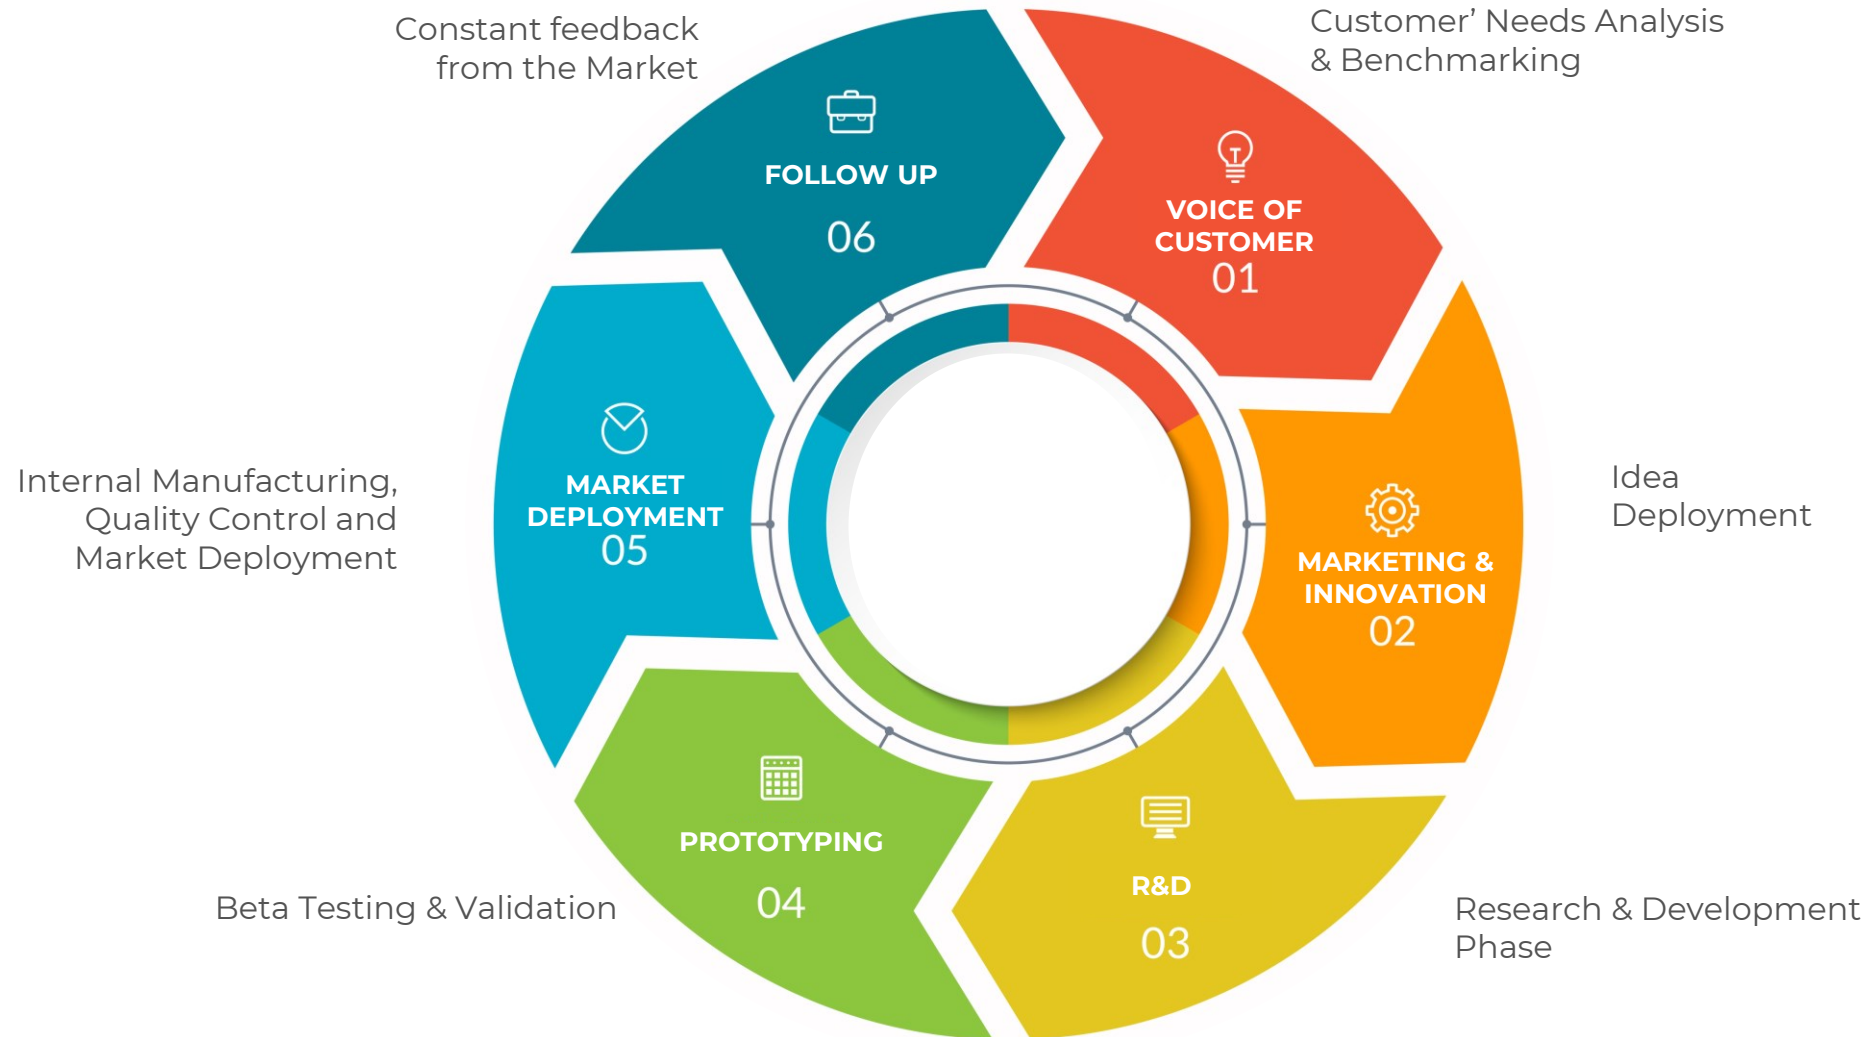 Customer’ Needs Analysis
& Benchmarking
VOICE OF
CUSTOMER
01
Idea
Deployment
MARKETING &
INNOVATION
02
R&D
03
Research & Development
Phase
PROTOTYPING
04
Beta Testing & Validation
MARKET
DEPLOYMENT
05
Internal Manufacturing,
Quality Control and
Market Deployment
Constant feedback
from the Market
FOLLOW UP
06